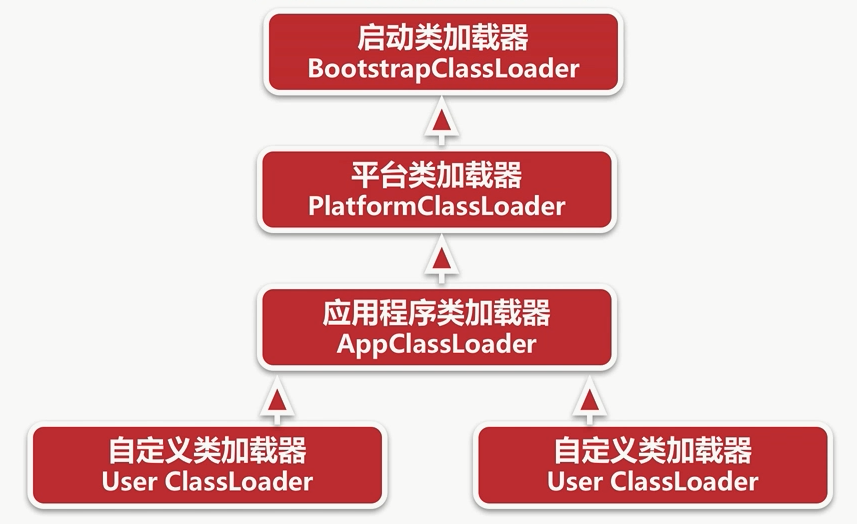 启动类加载器
BootstrapClassLoader
平台类加载器
PlatformClassLoader
应用程序类加载器
AppClassLoader
自定义类加载器
User ClassLoader
自定义类加载器
User ClassLoader